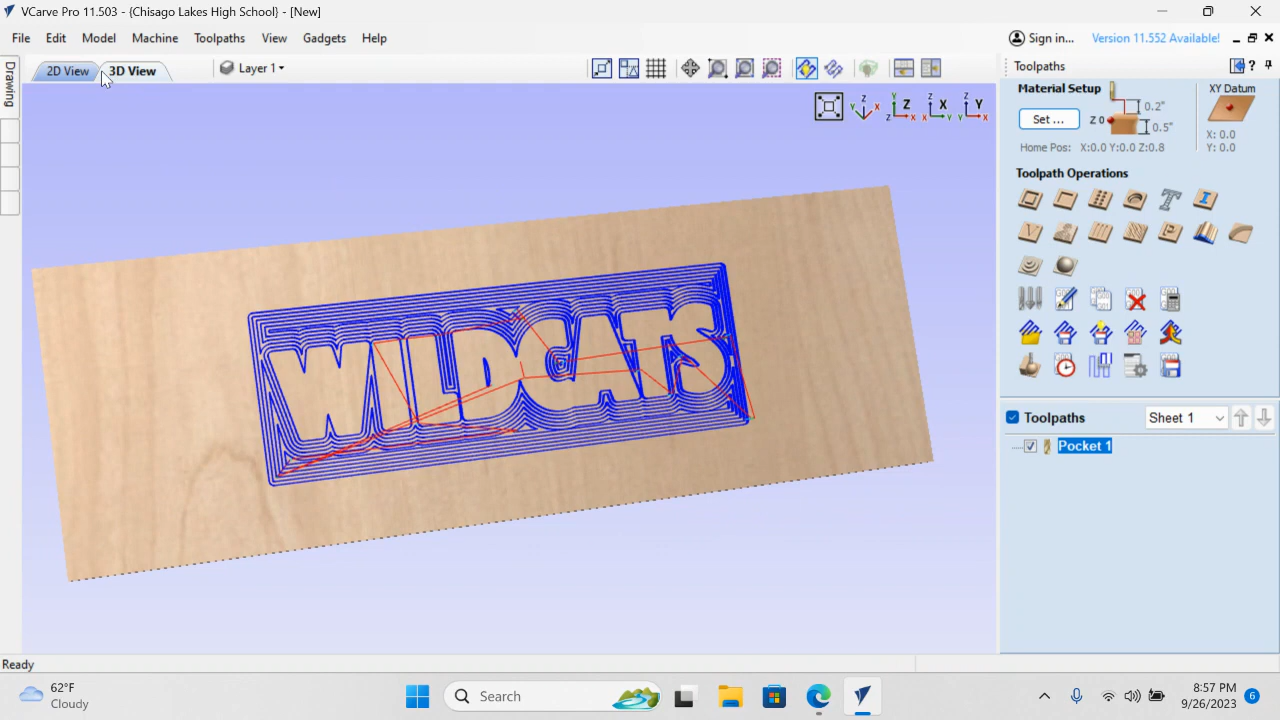 VCarve Pro 11.503 - {Chisago Lakes High School} - [New]
File Edit Model Machine Toolpaths View Gadgets Help
Sign in... Version 11.552 Available!
2D View 3D View Layer 1
Drawing
Toolpaths
Material Setup
XY Datum
Set ...
Z 0
0.2"
0.5"
X: 0.0
Y: 0.0
Home Pos: X:0.0 Y:0.0 Z:0.8
Toolpath Operations
Toolpaths Sheet 1
Pocket 1
WILDCATS
Ready
62°F
Cloudy
Search
8:57 PM
9/26/2023
6